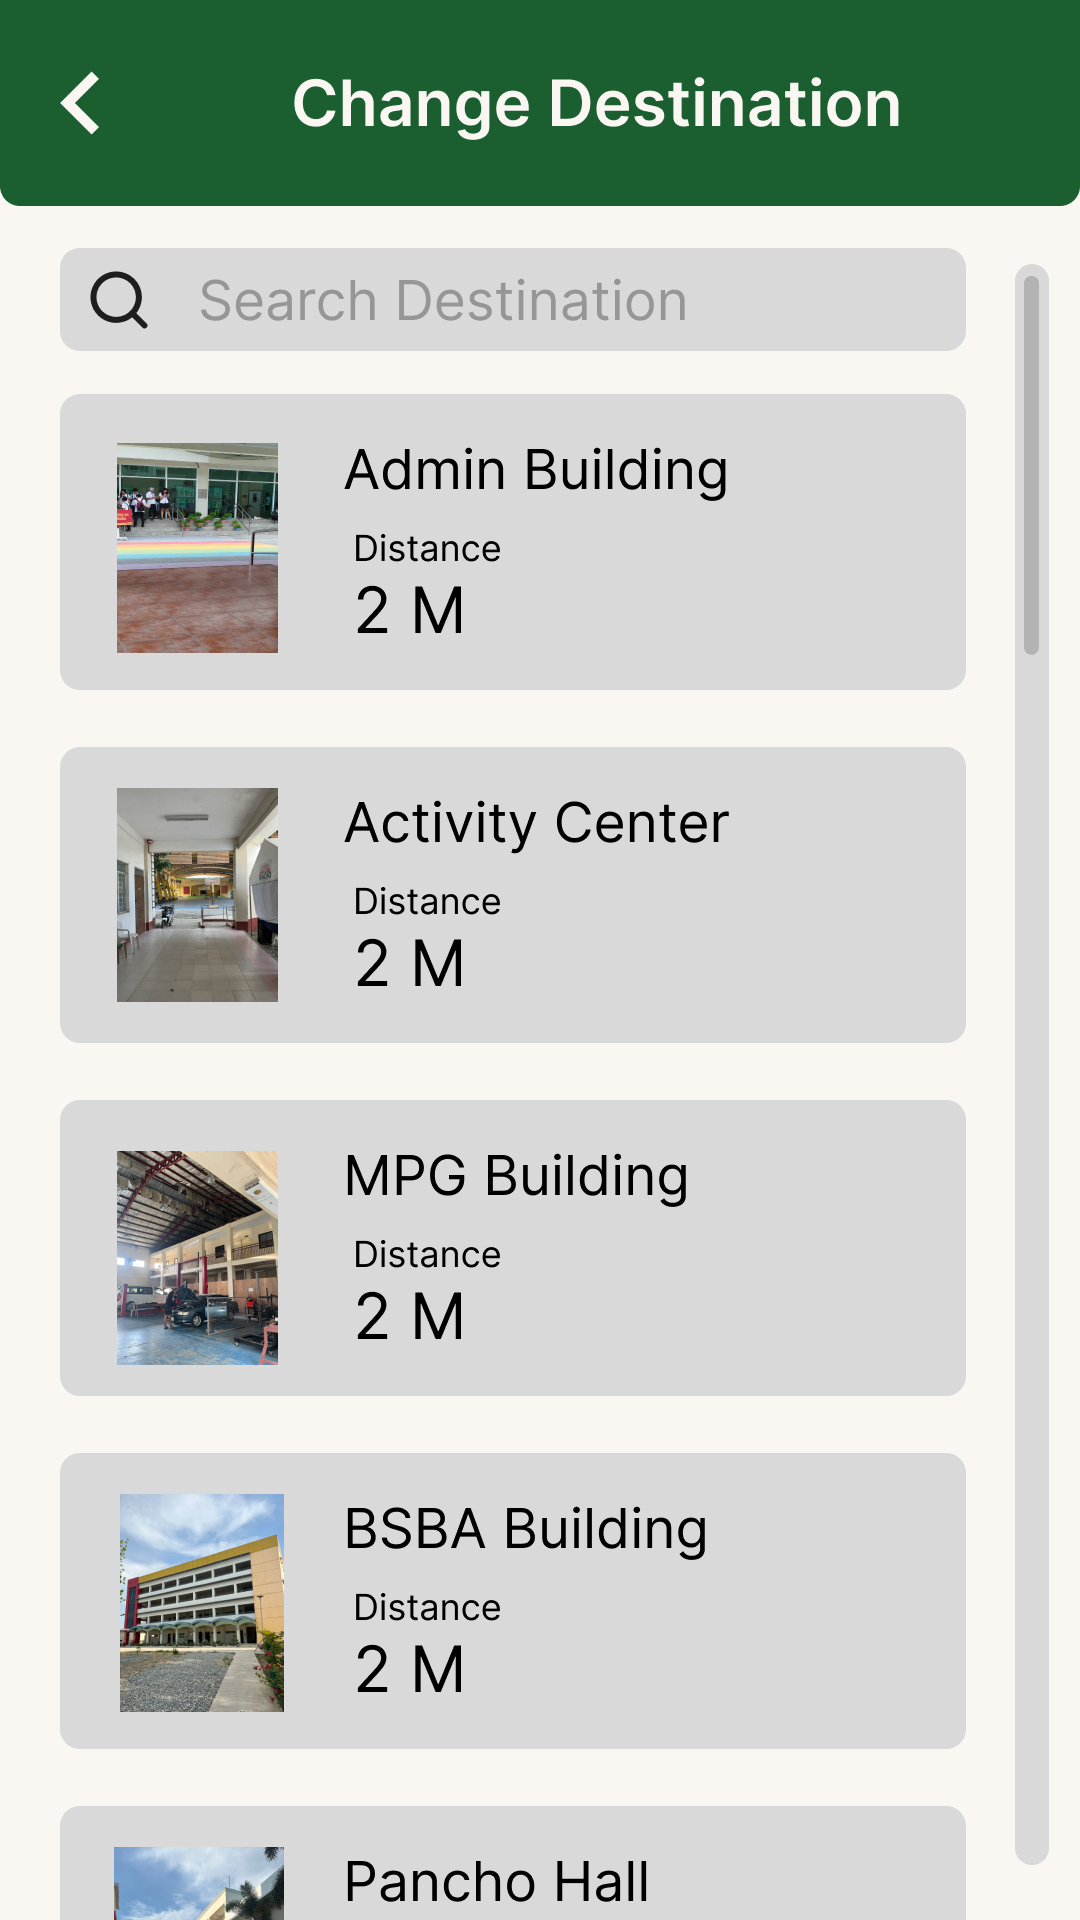 Change Destination
Search Destination
Admin Building
Distance
2 M
Activity Center
Distance
2 M
MPG Building
Distance
2 M
BSBA Building
Distance
2 M
Pancho Hall